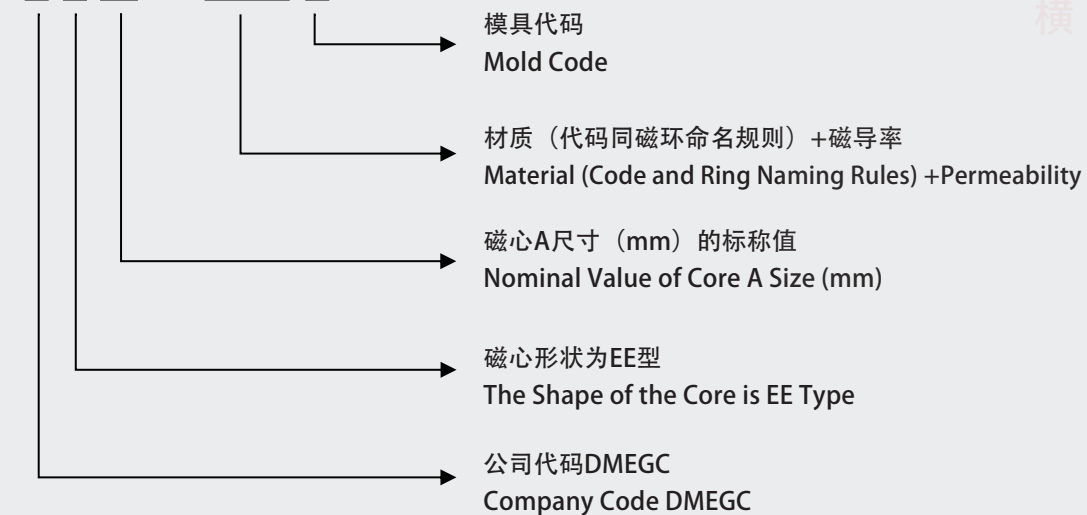 横
模具代码
Mold Code
材质（代码同磁环命名规则）+磁导率
Material (Code and Ring Naming Rules) +Permeability
磁心A尺寸（mm）的标称值
Nominal Value of Core A Size (mm)
磁心形状为EE型
The Shape of the Core is EE Type
公司代码DMEGC
Company Code DMEGC